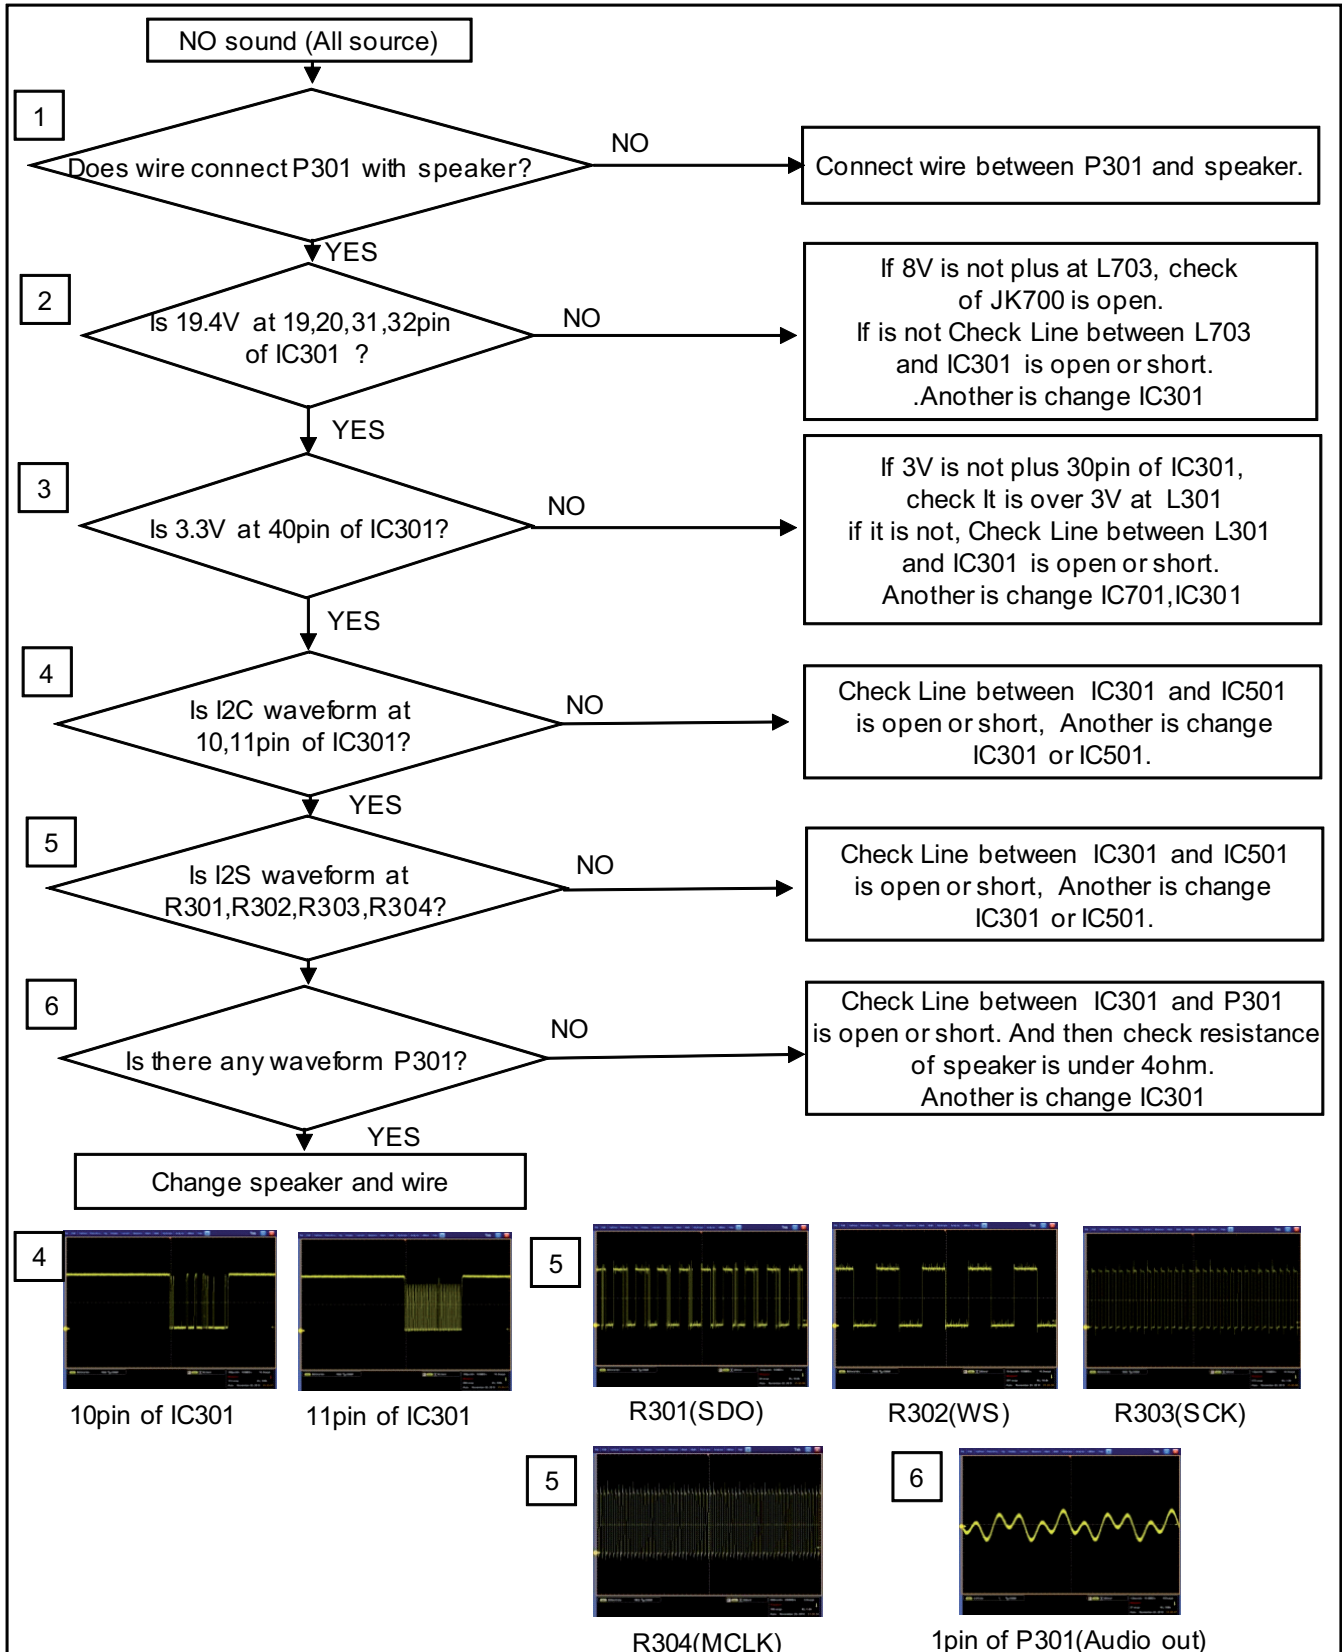 NO sound (All source)
1
Does wire connect P301 with speaker?
NO
Connect wire between P301 and speaker.
YES
2
Is 19.4V at 19,20,31,32pin
of IC301 ?
NO
If 8V is not plus at L703, check
of JK700 is open.
If is not Check Line between L703
and IC301 is open or short.
.Another is change IC301
YES
3
Is 3.3V at 40pin of IC301?
NO
If 3V is not plus 30pin of IC301,
check It is over 3V at L301
if it is not, Check Line between L301
and IC301 is open or short.
Another is change IC701,IC301
YES
4
Is I2C waveform at
10,11pin of IC301?
NO
Check Line between IC301 and IC501
is open or short, Another is change
IC301 or IC501.
YES
5
Is I2S waveform at
R301,R302,R303,R304?
NO
Check Line between IC301 and IC501
is open or short, Another is change
IC301 or IC501.
6
Is there any waveform P301?
NO
Check Line between IC301 and P301
is open or short. And then check resistance
of speaker is under 4ohm.
Another is change IC301
YES
Change speaker and wire
4
10pin of IC301
11pin of IC301
5
R301(SDO)
R302(WS)
R303(SCK)
5
R304(MCLK)
6
1pin of P301(Audio out)